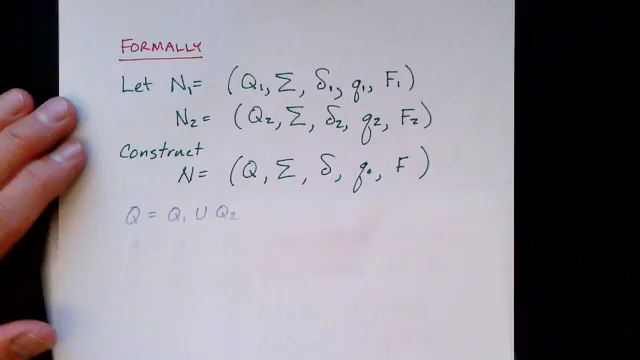 FORMALLY
Let N₁ = (Q₁, Σ, δ₁, q₁, F₁)
N₂ = (Q₂, Σ, δ₂, q₂, F₂)
Construct
N = (Q, Σ, δ, q₀, F)
Q = Q₁ ∪ Q₂